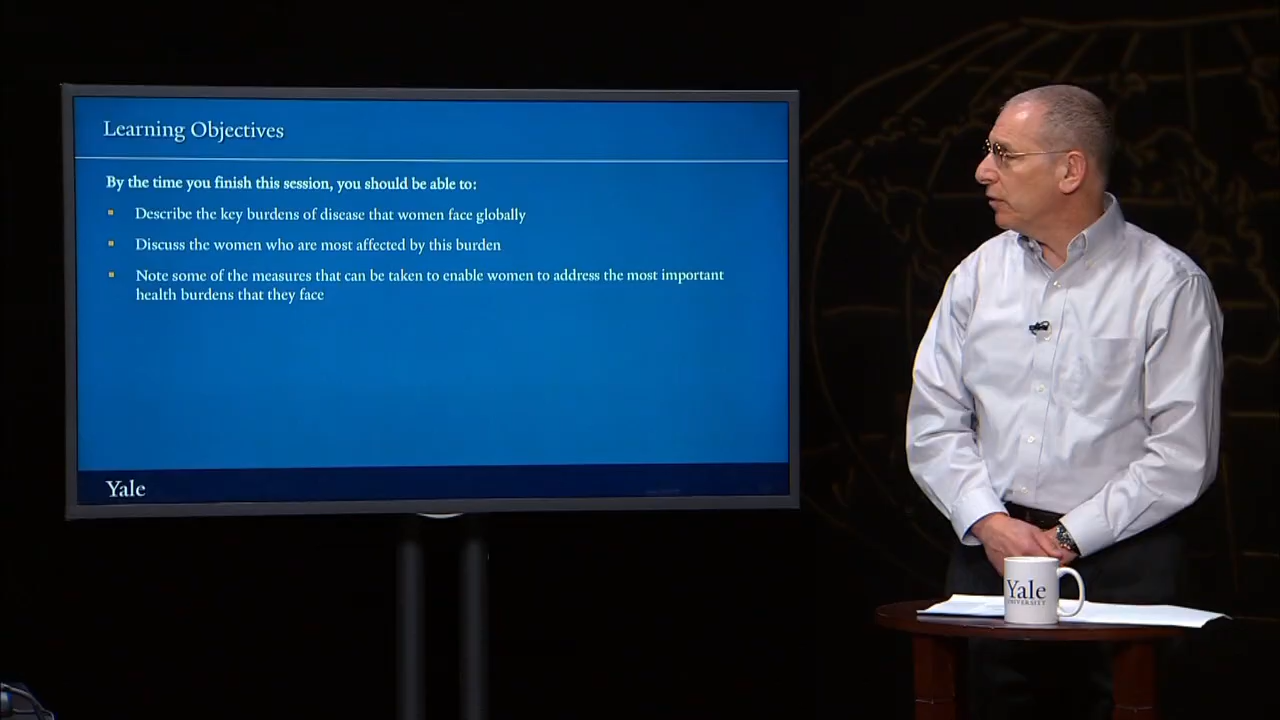 Learning Objectives
By the time you finish this session, you should be able to:
Describe the key burdens of disease that women face globally
Discuss the women who are most affected by this burden
Note some of the measures that can be taken to enable women to address the most important
health burdens that they face
Yale
Yale
UNIVERSITY